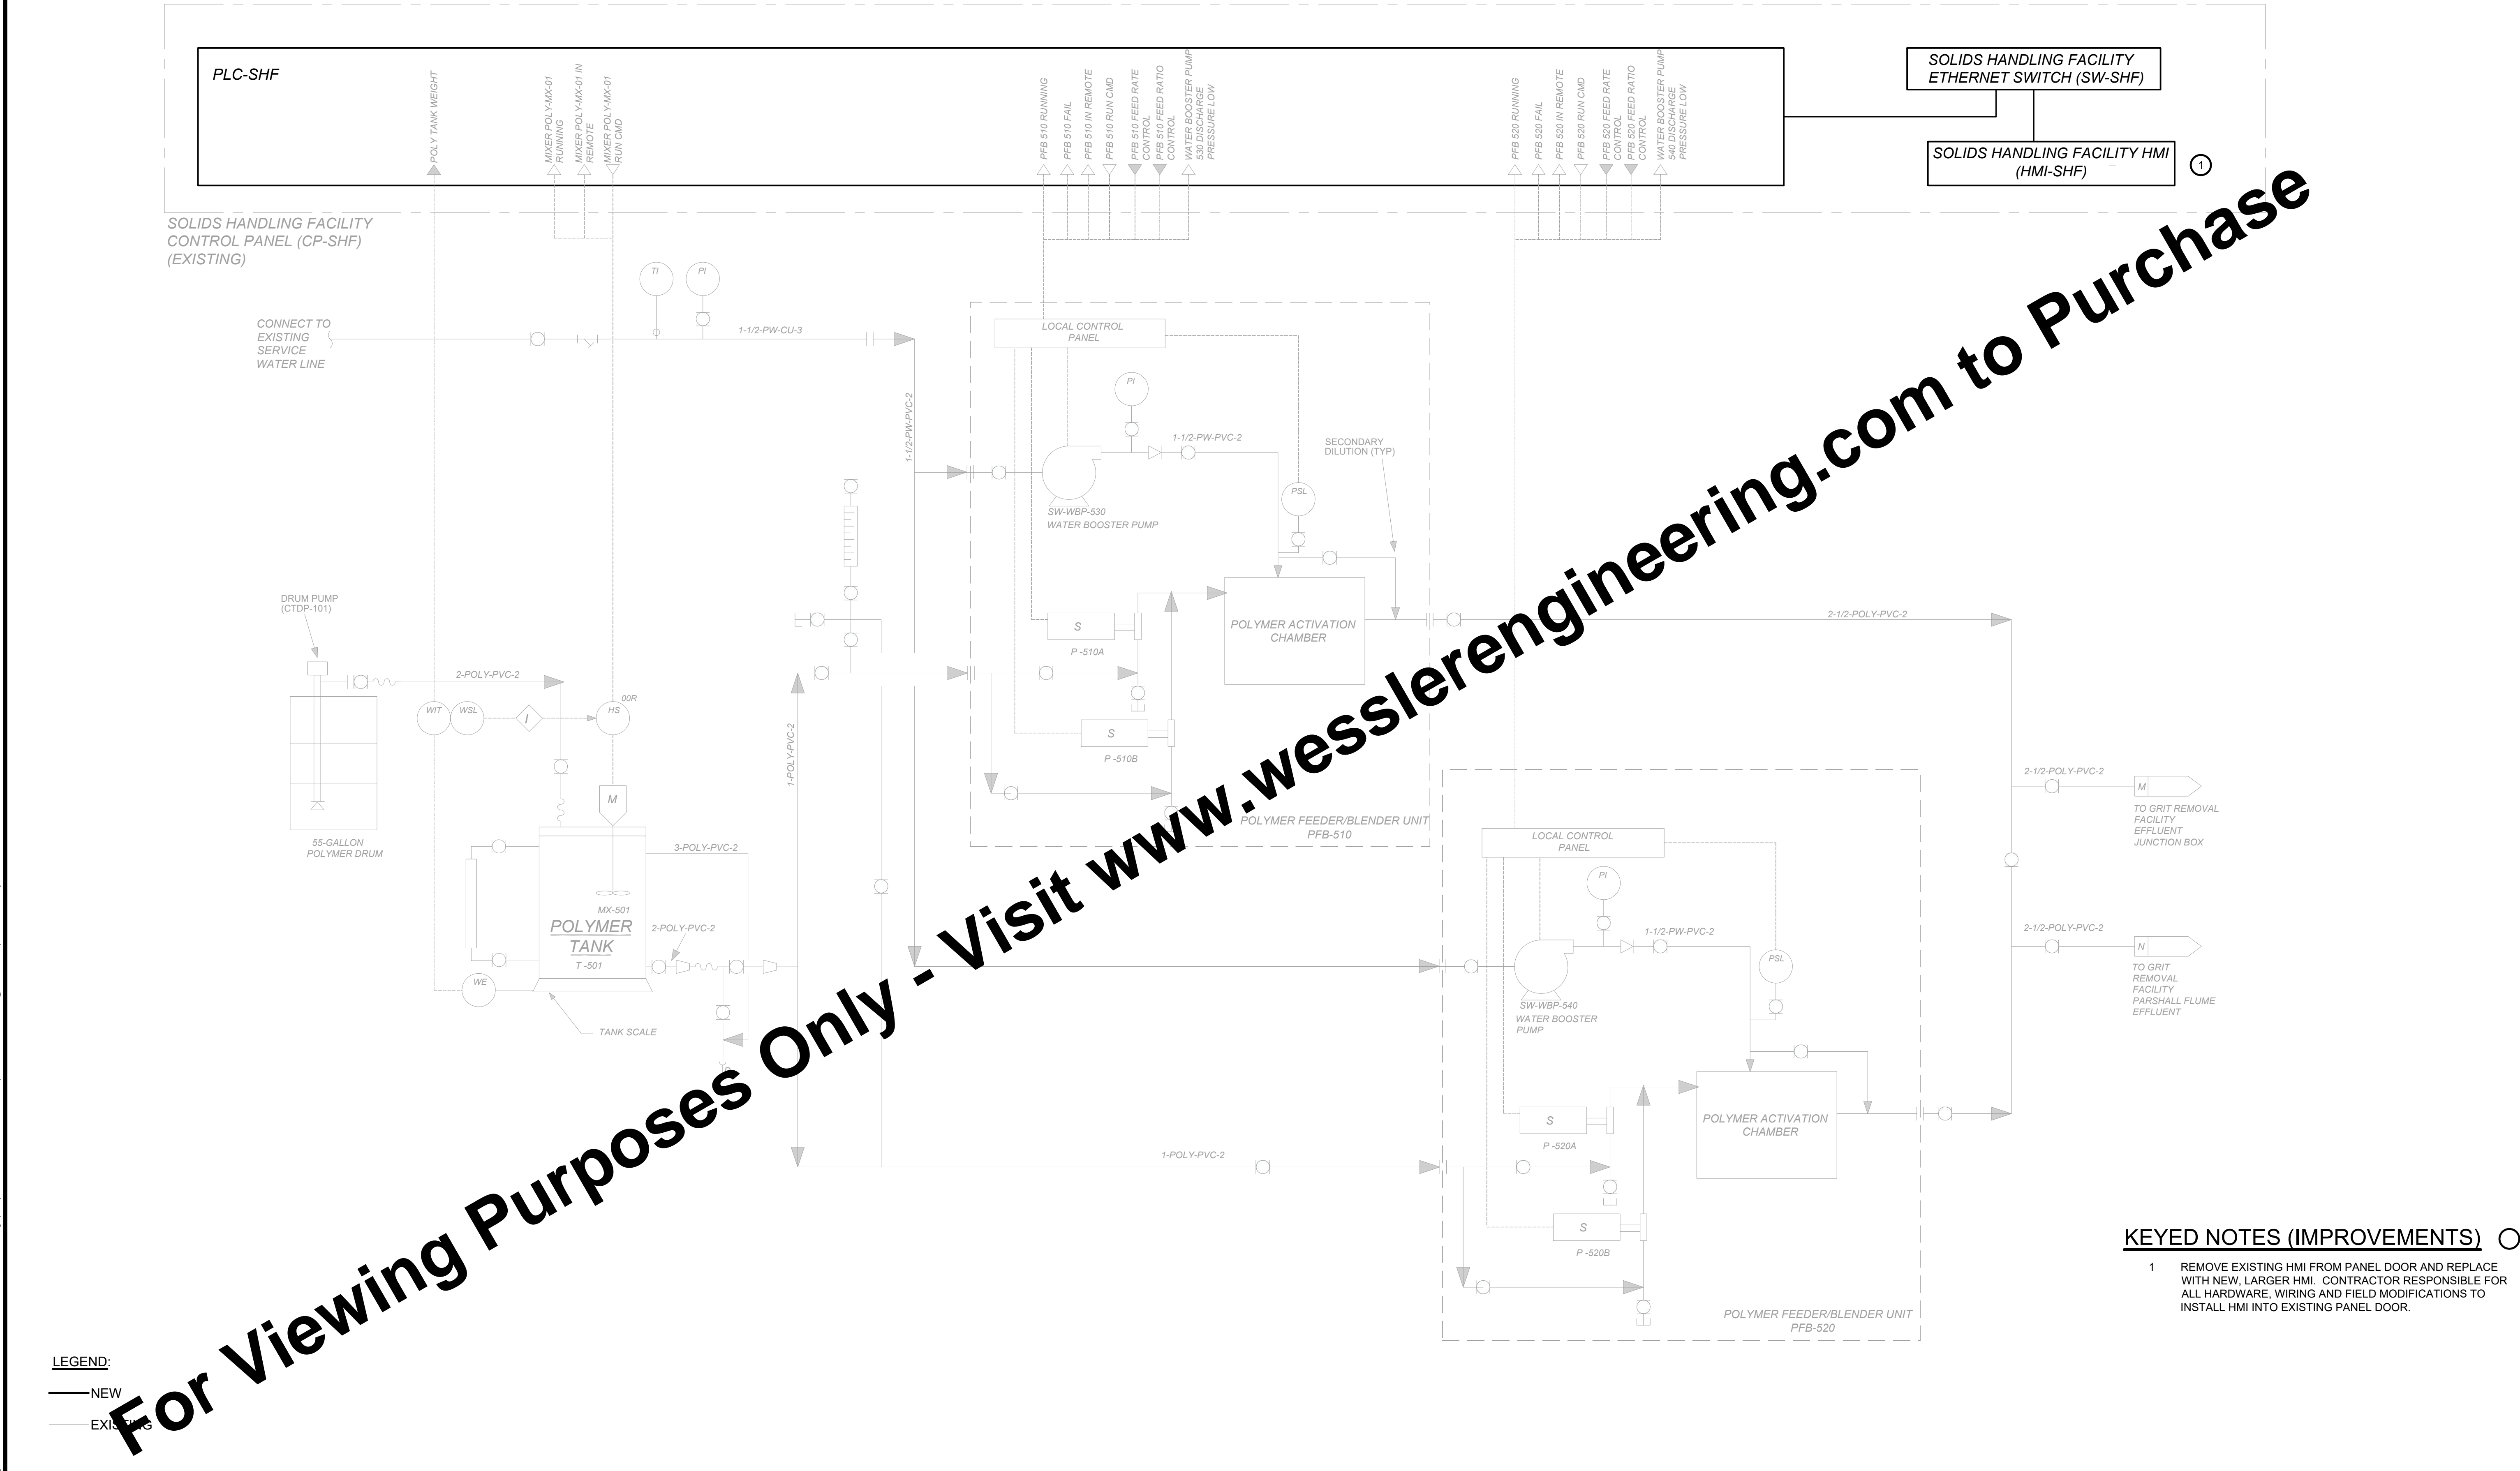 PLC-SHF
POLY TANK WEIGHT
MIXER POLY-MX-01
RUNNING
MIXER POLY-MX-01 IN
REMOTE
MIXER POLY-MX-01
RUN CMD
PFB 510 RUNNING
PFB 510 FAIL
PFB 510 IN REMOTE
PFB 510 RUN CMD
PFB 510 FEED RATE
CONTROL
PFB 510 FEED RATIO
CONTROL
WATER BOOSTER PUMP
530 DISCHARGE
PRESSURE LOW
PFB 520 RUNNING
PFB 520 FAIL
PFB 520 IN REMOTE
PFB 520 RUN CMD
PFB 520 FEED RATE
CONTROL
PFB 520 FEED RATIO
CONTROL
WATER BOOSTER PUMP
540 DISCHARGE
PRESSURE LOW
SOLIDS HANDLING FACILITY
ETHERNET SWITCH (SW-SHF)
SOLIDS HANDLING FACILITY HMI
(HMI-SHF)
1
SOLIDS HANDLING FACILITY
CONTROL PANEL (CP-SHF)
(EXISTING)
TI
PI
CONNECT TO
EXISTING
SERVICE
WATER LINE
1-1/2-PW-CU-3
1-1/2-PW-PVC-2
LOCAL CONTROL
PANEL
PI
1-1/2-PW-PVC-2
SECONDARY
DILUTION (TYP)
PSL
SW-WBP-530
WATER BOOSTER PUMP
DRUM PUMP
(CTDP-101)
S
P -510A
POLYMER ACTIVATION
CHAMBER
2-1/2-POLY-PVC-2
2-POLY-PVC-2
WIT
WSL
I
HS
OOR
1-POLY-PVC-2
S
P -510B
M
POLYMER FEEDER/BLENDER UNIT
PFB-510
55-GALLON
POLYMER DRUM
3-POLY-PVC-2
MX-501
POLYMER
TANK
T -501
2-POLY-PVC-2
WE
TANK SCALE
LOCAL CONTROL
PANEL
PI
1-1/2-PW-PVC-2
PSL
SW-WBP-540
WATER BOOSTER
PUMP
2-1/2-POLY-PVC-2
M
TO GRIT REMOVAL
FACILITY
EFFLUENT
JUNCTION BOX
2-1/2-POLY-PVC-2
N
TO GRIT
REMOVAL
FACILITY
PARSHALL FLUME
EFFLUENT
S
P -520A
POLYMER ACTIVATION
CHAMBER
1-POLY-PVC-2
S
P -520B
POLYMER FEEDER/BLENDER UNIT
PFB-520
KEYED NOTES (IMPROVEMENTS)
1 REMOVE EXISTING HMI FROM PANEL DOOR AND REPLACE
WITH NEW, LARGER HMI. CONTRACTOR RESPONSIBLE FOR
ALL HARDWARE, WIRING AND FIELD MODIFICATIONS TO
INSTALL HMI INTO EXISTING PANEL DOOR.
LEGEND:
NEW
EXISTING
For Viewing Purposes Only - Visit www.wesslerengineering.com to Purchase